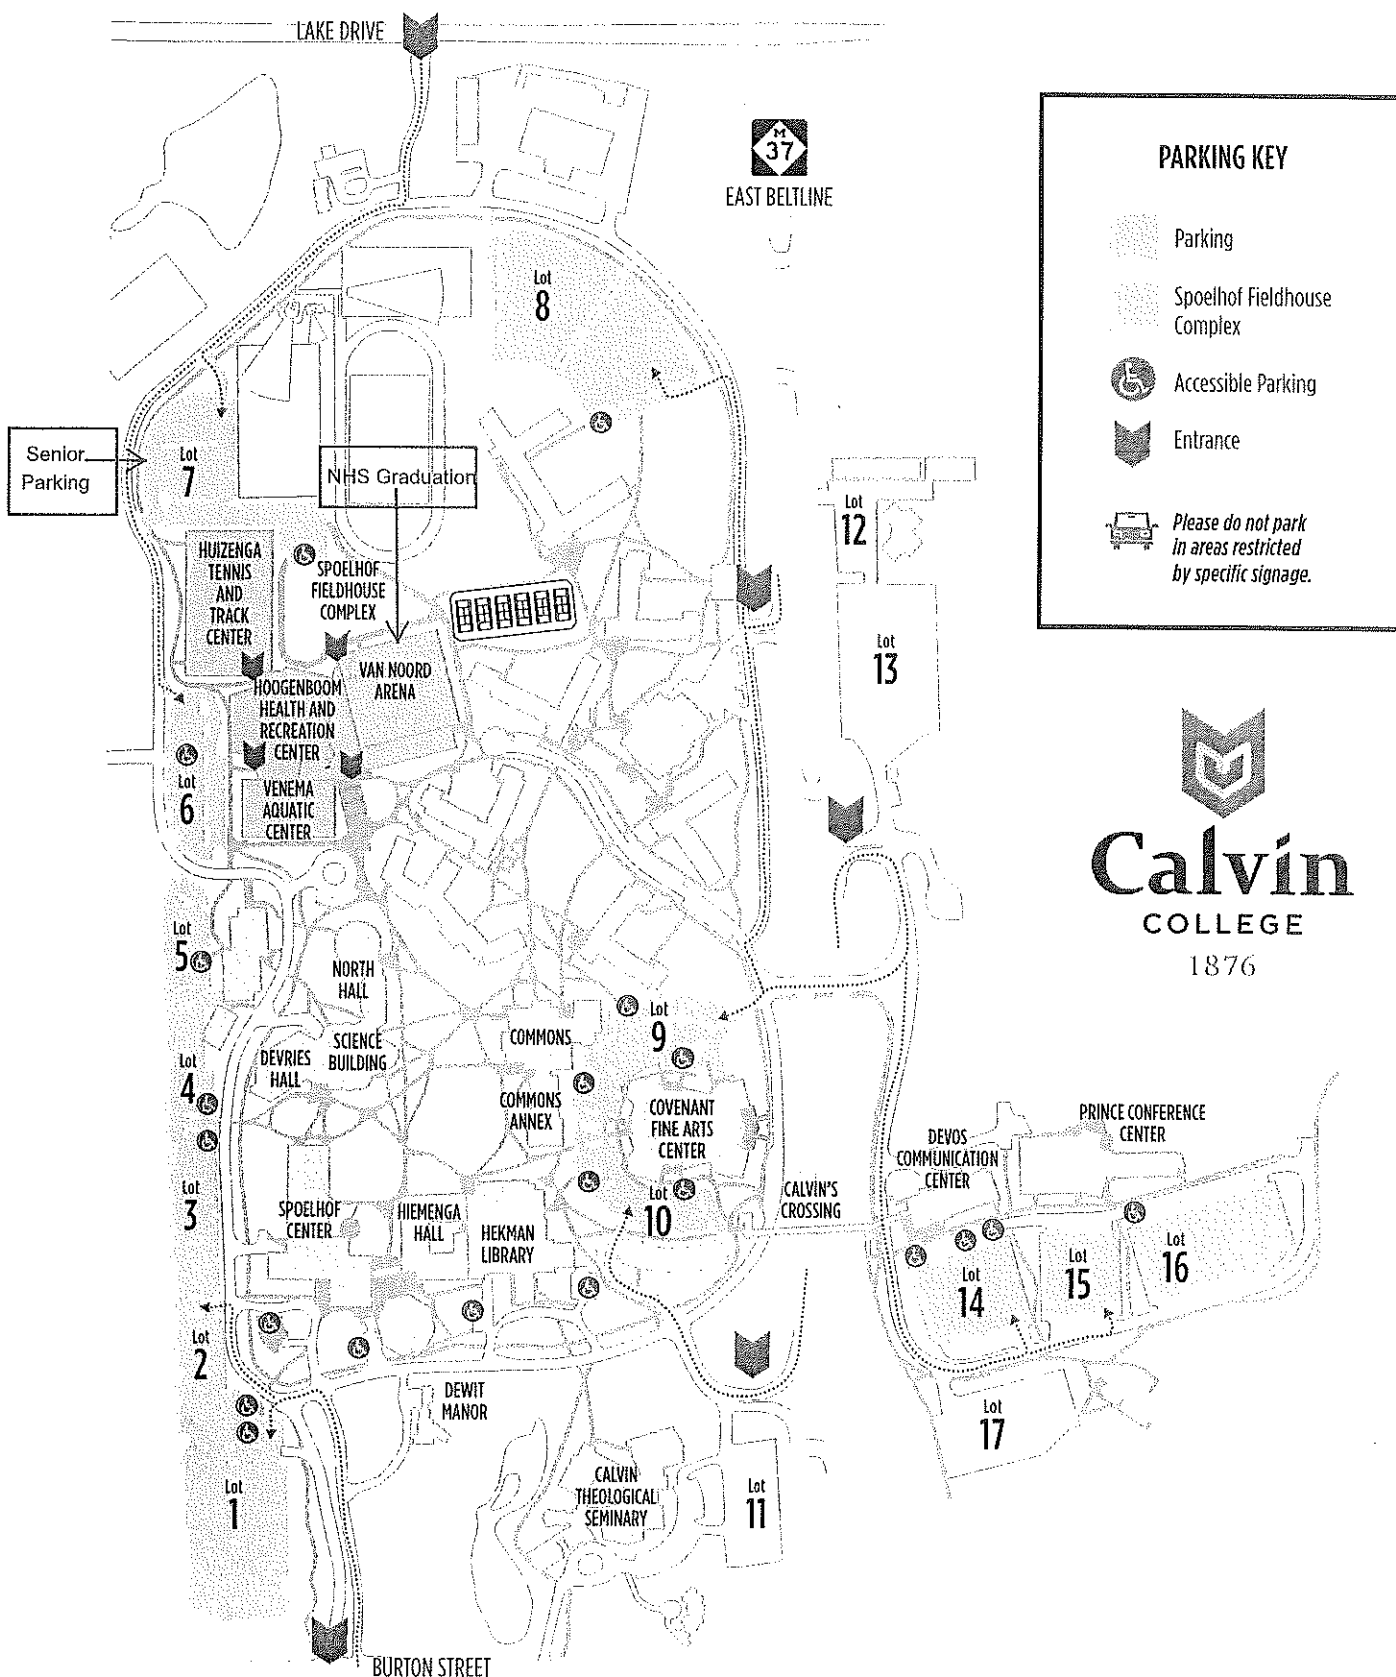 LAKE DRIVE
M
37
EAST BELTLINE
PARKING KEY
Parking
Spoelhof Fieldhouse
Complex
Accessible Parking
Entrance
Please do not park
in areas restricted
by specific signage.
Lot
8
Senior
Parking
Lot
7
NHS Graduation
Lot
12
HUIZENGA
TENNIS
AND
TRACK
CENTER
SPOELHOF
FIELDHOUSE
COMPLEX
Lot
13
VAN NOORD
ARENA
HOOGENBOOM
HEALTH AND
RECREATION
CENTER
Lot
6
VENEMA
AQUATIC
CENTER
Calvin
COLLEGE
1876
Lot
5
NORTH
HALL
Lot
9
COMMONS
SCIENCE
BUILDING
DEVRIES
HALL
Lot
4
COMMONS
ANNEX
COVENANT
FINE ARTS
CENTER
PRINCE CONFERENCE
CENTER
DEVOS
COMMUNICATION
CENTER
Lot
3
SPOELHOF
CENTER
HIEMENGA
HALL
HEKMAN
LIBRARY
Lot
10
CALVIN'S
CROSSING
Lot
14
Lot
15
Lot
16
Lot
2
DEWIT
MANOR
Lot
17
Lot
1
CALVIN
THEOLOGICAL
SEMINARY
Lot
11
BURTON STREET